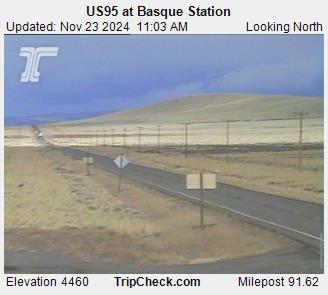 US95 at Basque Station
Updated: Nov 23 2024 11:03 AM Looking North
Elevation 4460 TripCheck.com Milepost 91.62